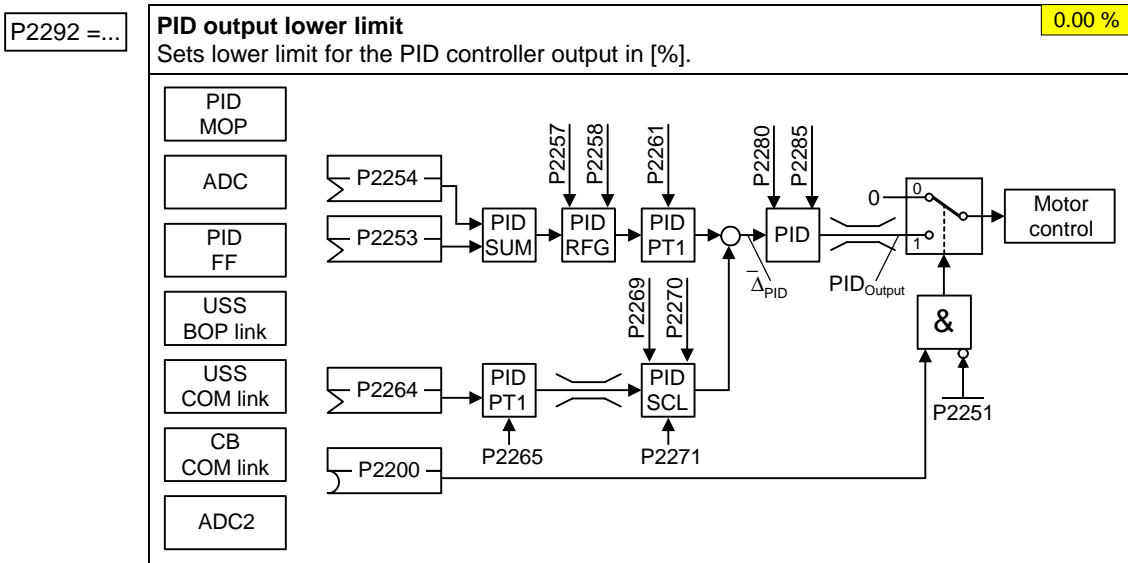 P2292 =...
PID output lower limit
0.00 %
Sets lower limit for the PID controller output in [%].
PID
MOP
ADC
PID
FF
USS
BOP link
USS
COM link
CB
COM link
ADC2
P2254
P2253
P2264
P2200
PID
SUM
P2257
P2258
PID
RFG
P2261
PID
PT1
P2280
P2285
PID
Δ PID
PID Output
0
0
1
Motor
control
&
P2251
PID
PT1
P2265
P2269
P2270
PID
SCL
P2271